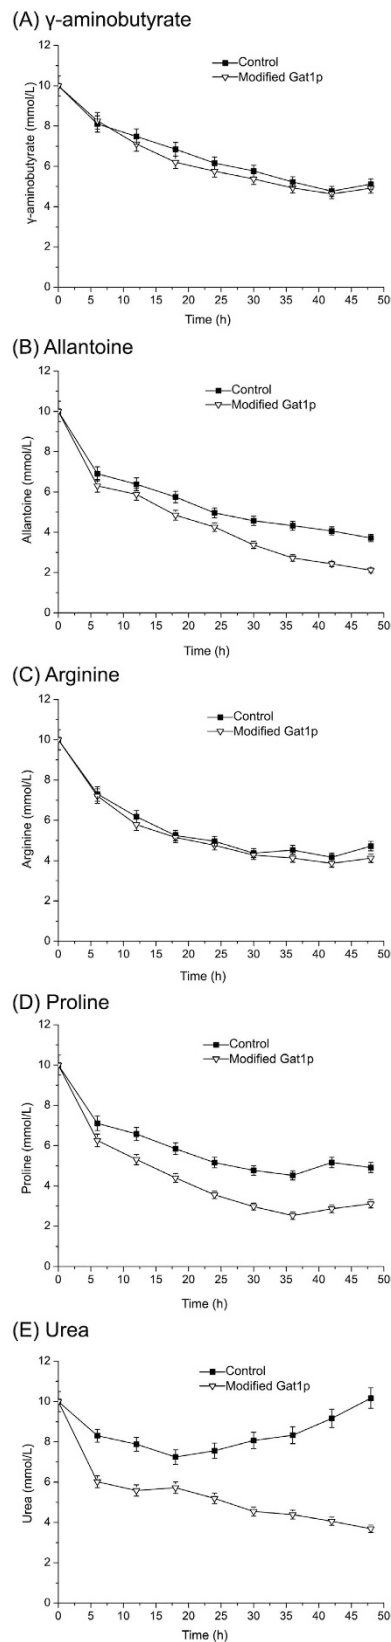 (A) γ-aminobutyrate
12
10
8
6
4
2
0
γ-aminobutyrate (mmol/L)
Control
Modified Gat1p
0 5 10 15 20 25 30 35 40 45 50
Time (h)
(B) Allantoine
12
10
8
6
4
2
0
Allantoine (mmol/L)
Control
Modified Gat1p
0 5 10 15 20 25 30 35 40 45 50
Time (h)
(C) Arginine
12
10
8
6
4
2
0
Arginine (mmol/L)
Control
Modified Gat1p
0 5 10 15 20 25 30 35 40 45 50
Time (h)
(D) Proline
12
10
8
6
4
2
0
Proline (mmol/L)
Control
Modified Gat1p
0 5 10 15 20 25 30 35 40 45 50
Time (h)
(E) Urea
12
10
8
6
4
2
0
Urea (mmol/L)
Control
Modified Gat1p
0 5 10 15 20 25 30 35 40 45 50
Time (h)